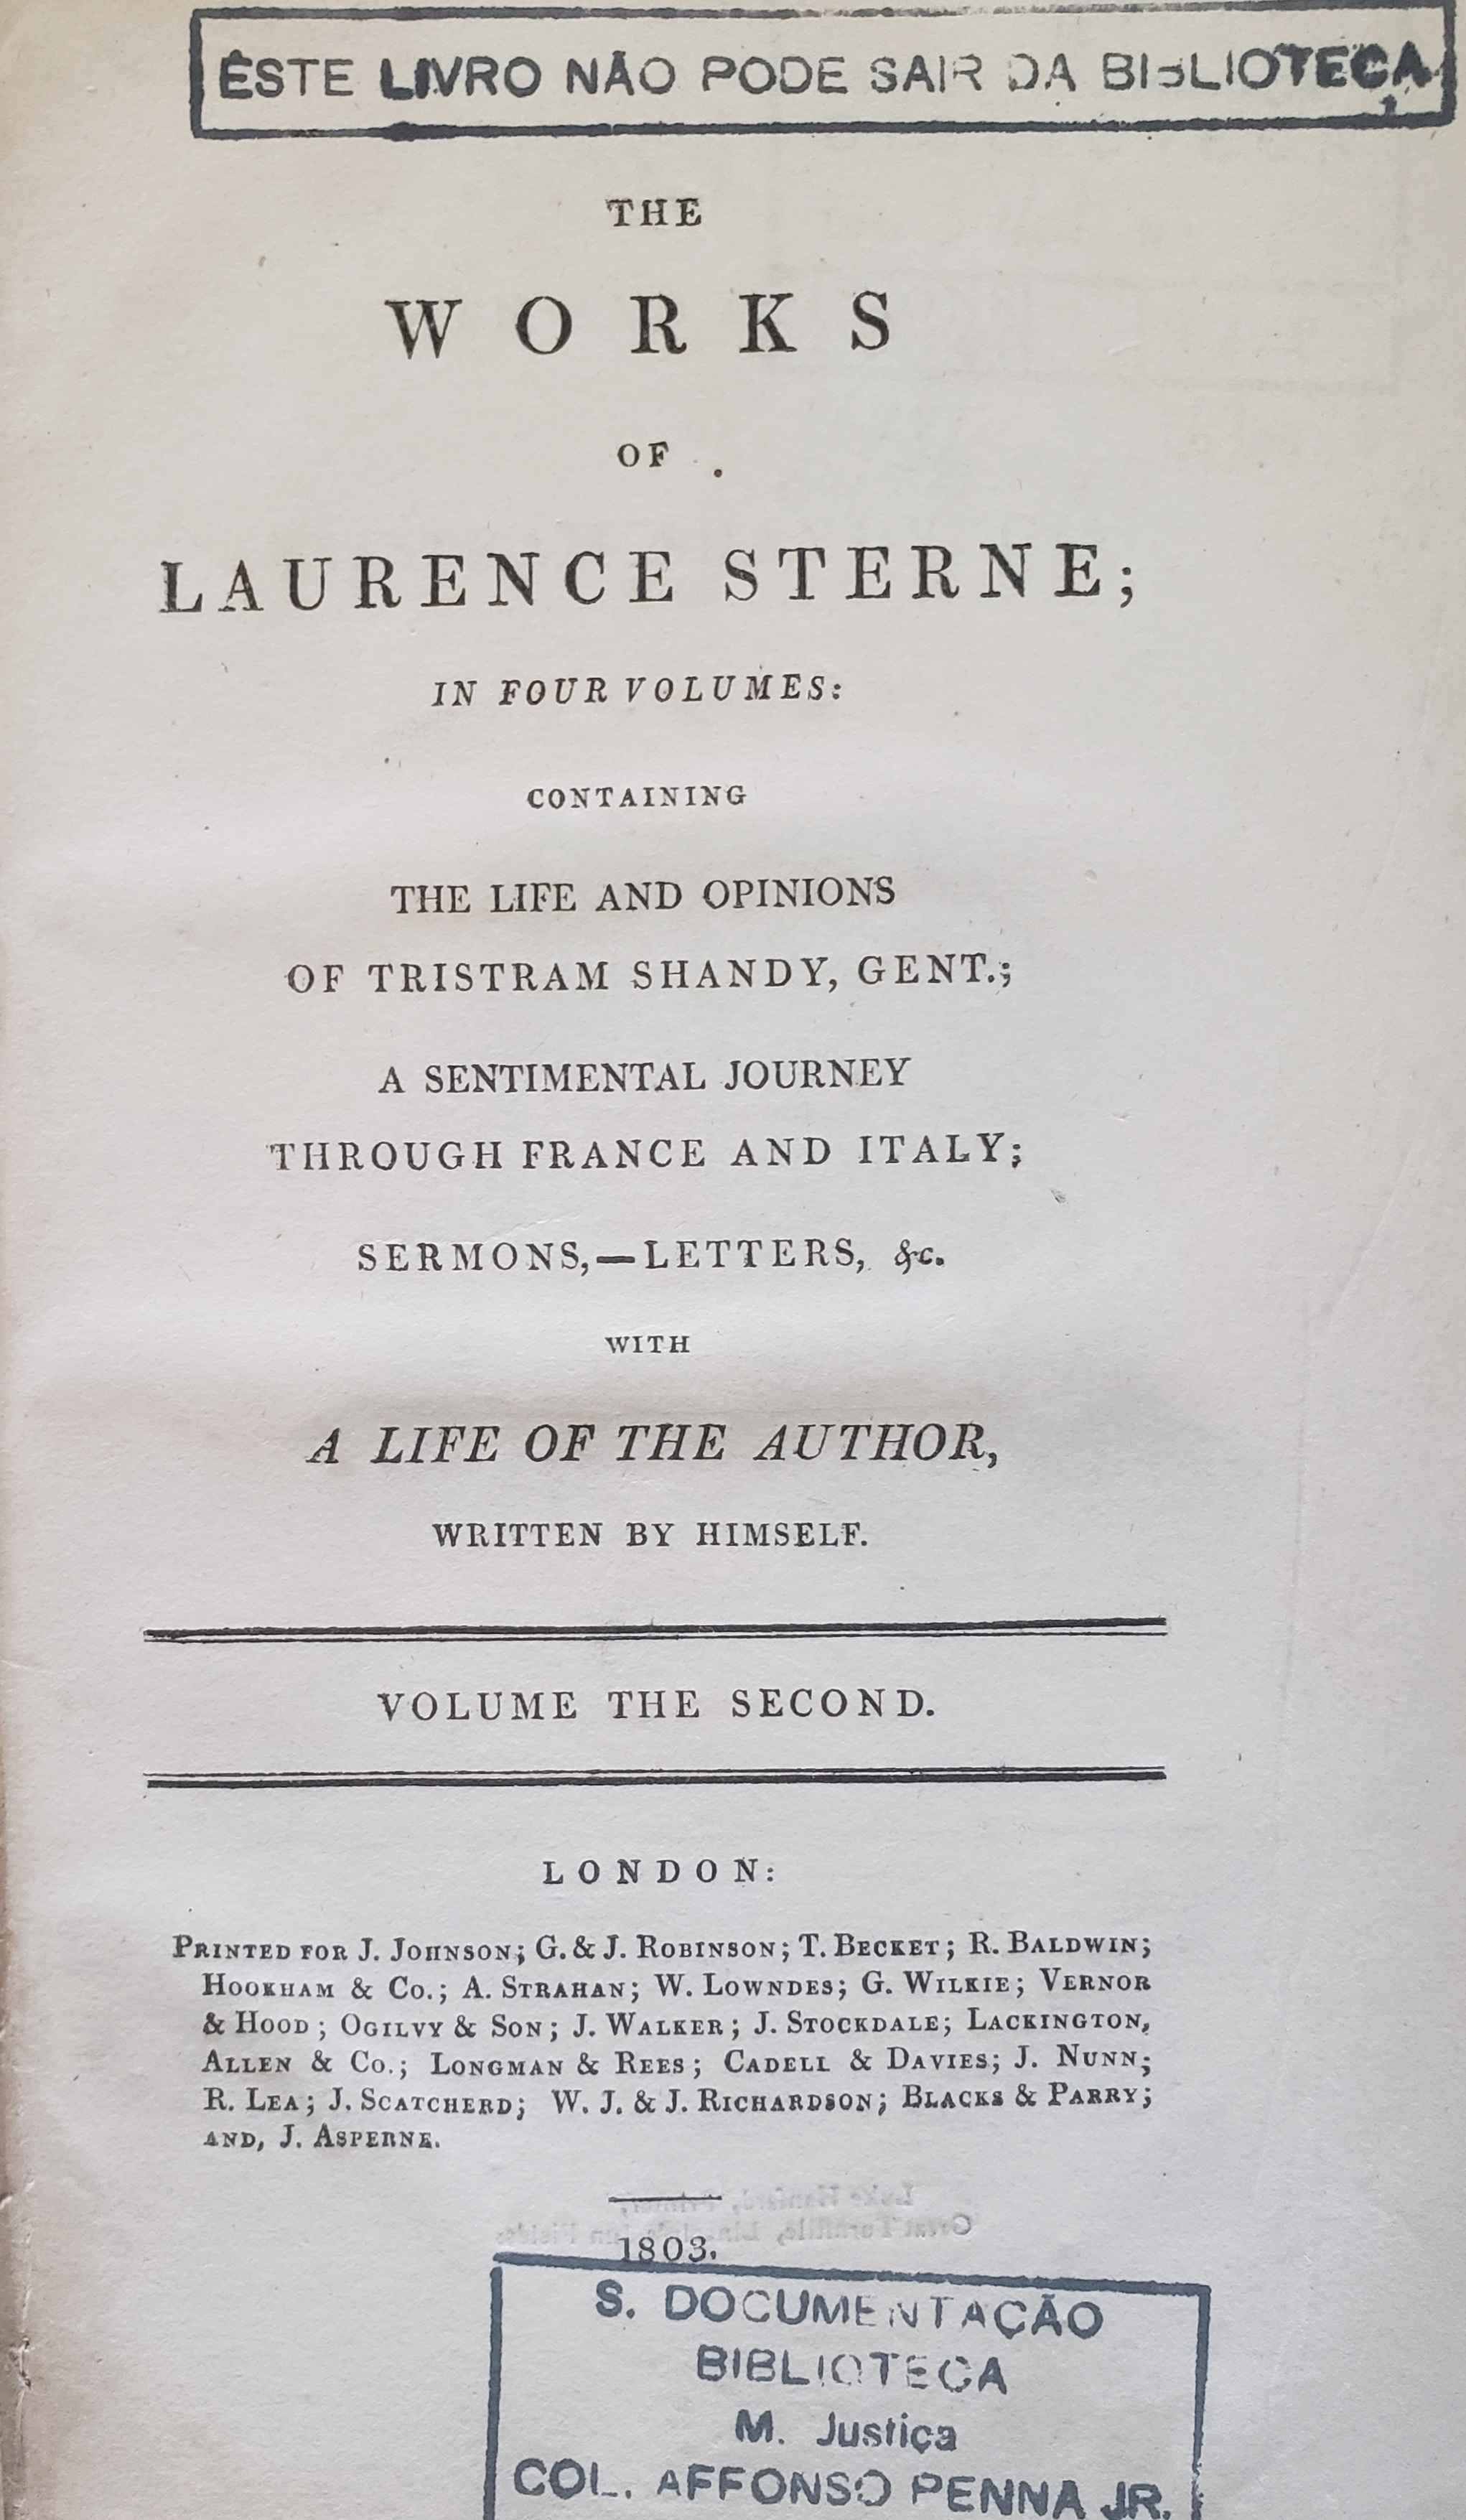 ÊSTE LIVRO NÃO PODE SAIR DA BIBLIOTECA
THE
WORKS
OF
LAURENCE STERNE;
IN FOUR VOLUMES:
CONTAINING
THE LIFE AND OPINIONS
OF TRISTRAM SHANDY, GENT.;
A SENTIMENTAL JOURNEY
THROUGH FRANCE AND ITALY;
SERMONS,—LETTERS, &c.
WITH
A LIFE OF THE AUTHOR,
WRITTEN BY HIMSELF.
VOLUME THE SECOND.
LONDON:
PRINTED FOR J. JOHNSON; G. & J. ROBINSON; T. BECKET; R. BALDWIN;
HOOKHAM & CO.; A. STRAHAN; W. LOWNDES; G. WILKIE; VERNOR
& HOOD; OGILVY & SON; J. WALKER; J. STOCKDALE; LACKINGTON,
ALLEN & CO.; LONGMAN & REES; CADELL & DAVIES; J. NUNN;
R. LEA; J. SCATCHERD; W. J. & J. RICHARDSON; BLACKS & PARRY;
AND, J. ASPERNE.
1803.
S. DOCUMENTAÇÃO
BIBLIOTECA
M. Justiça
COL. AFFONSO PENNA JR.